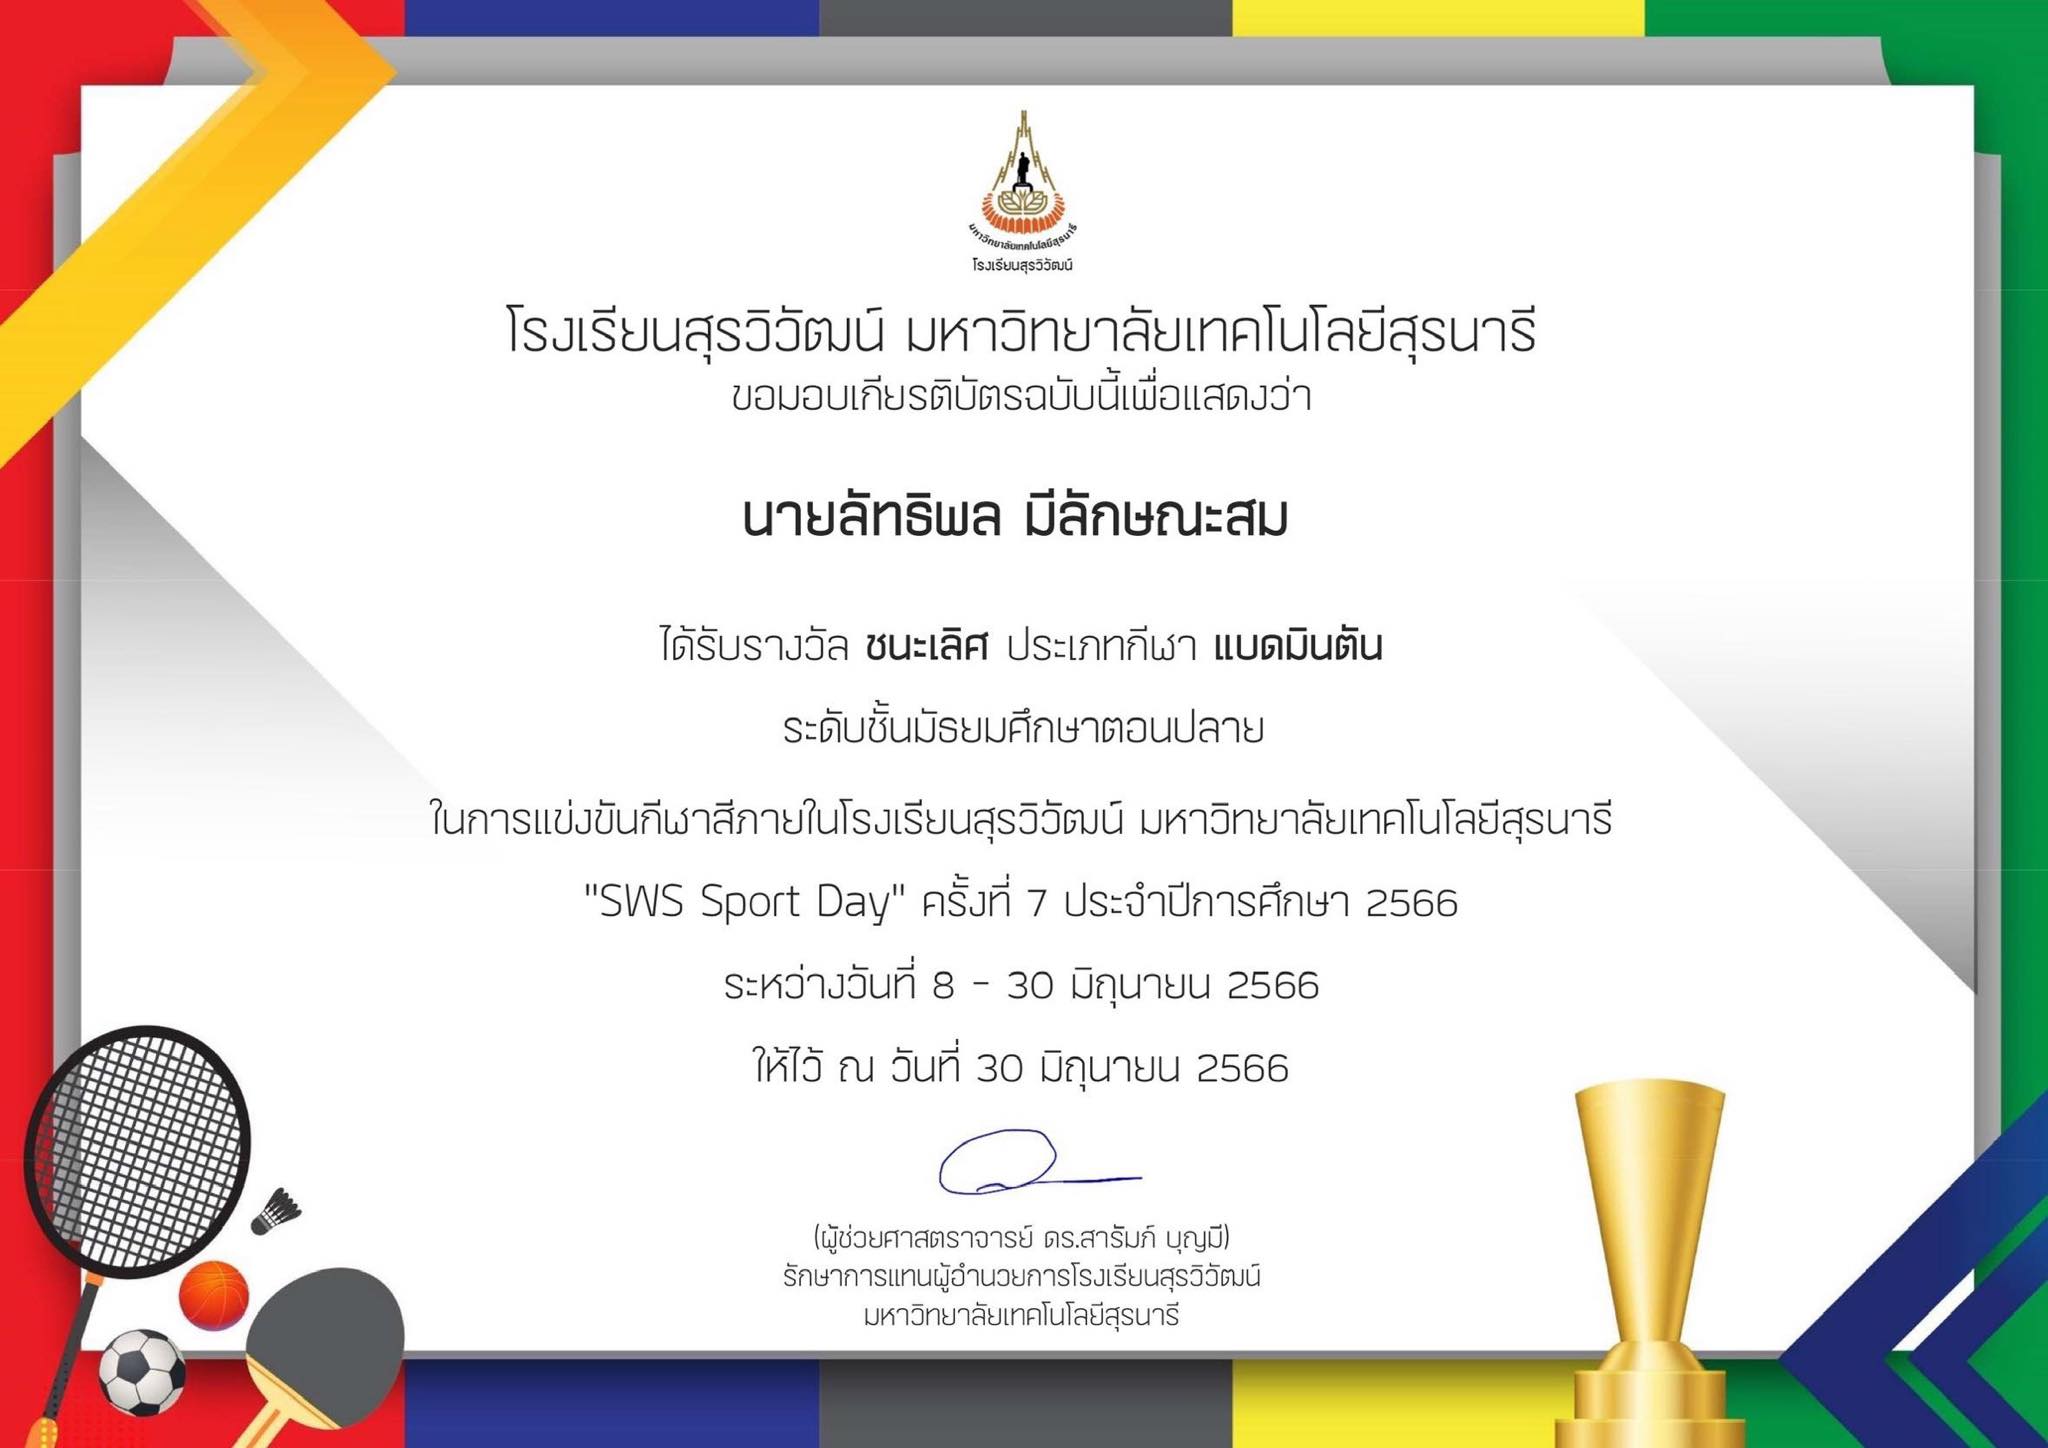 มหาวิทยาลัยเทคโนโลยีสุรนารี
โรงเรียนสุรวิวัฒน์
โรงเรียนสุรวิวัฒน์ มหาวิทยาลัยเทคโนโลยีสุรนารี
ขอมอบเกียรติบัตรฉบับนี้เพื่อแสดงว่า
นายลัทธิพล มีลักษณะสม
ได้รับรางวัล ชนะเลิศ ประเภทกีฬา แบดมินตัน
ระดับชั้นมัธยมศึกษาตอนปลาย
ในการแข่งขันกีฬาสีภายในโรงเรียนสุรวิวัฒน์ มหาวิทยาลัยเทคโนโลยีสุรนารี
"SWS Sport Day" ครั้งที่ 7 ประจำปีการศึกษา 2566
ระหว่างวันที่ 8 - 30 มิถุนายน 2566
ให้ไว้ ณ วันที่ 30 มิถุนายน 2566
(ผู้ช่วยศาสตราจารย์ ดร.สารัมภ์ บุญมี)
รักษาการแทนผู้อำนวยการโรงเรียนสุรวิวัฒน์
มหาวิทยาลัยเทคโนโลยีสุรนารี